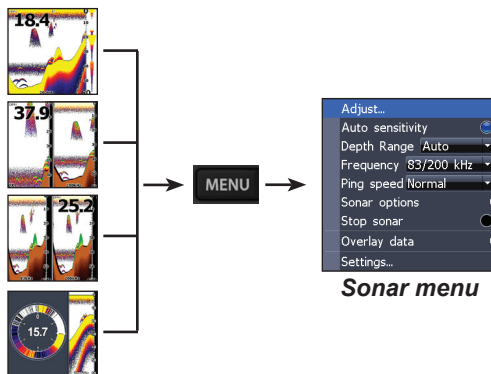 18.4
37.9
25.2
15.7
MENU
Adjust...
Auto sensitivity
Depth Range Auto
Frequency 83/200 kHz
Ping speed Normal
Sonar options
Stop sonar
Overlay data
Settings...
Sonar menu